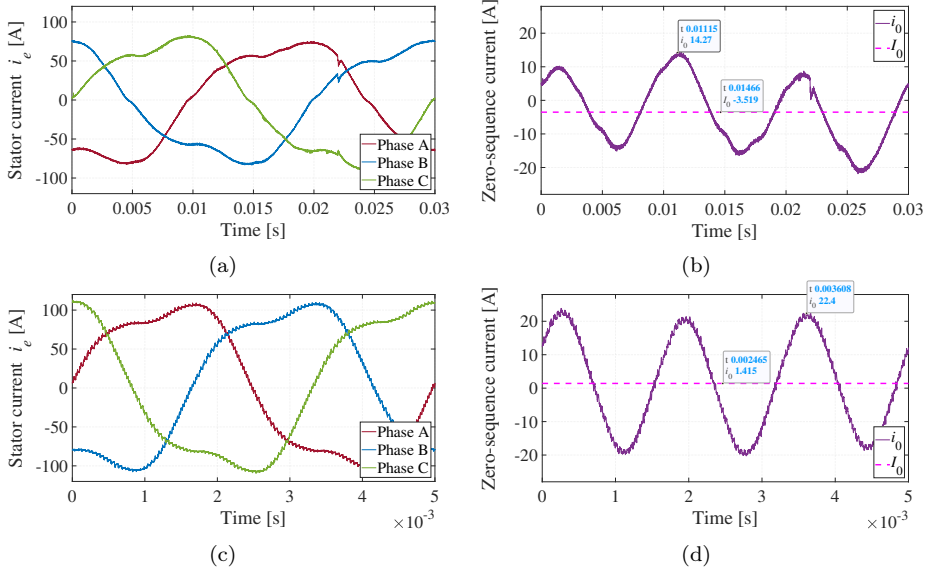 Stator current i_e [A]
100
50
0
-50
-100
Phase A
Phase B
Phase C
0 0.005 0.01 0.015 0.02 0.025 0.03
Time [s]
(a)
Zero-sequence current [A]
20
10
0
-10
-20
t 0.01115
i_0 14.27
t 0.01466
I_0 -3.519
i_0
I_0
0 0.005 0.01 0.015 0.02 0.025 0.03
Time [s]
(b)
Stator current i_e [A]
100
50
0
-50
-100
Phase A
Phase B
Phase C
0 1 2 3 4 5
Time [s]
×10-3
(c)
Zero-sequence current [A]
20
10
0
-10
-20
t 0.003608
i_0 22.4
t 0.002465
i_0 1.415
i_0
I_0
0 1 2 3 4 5
Time [s]
×10-3
(d)